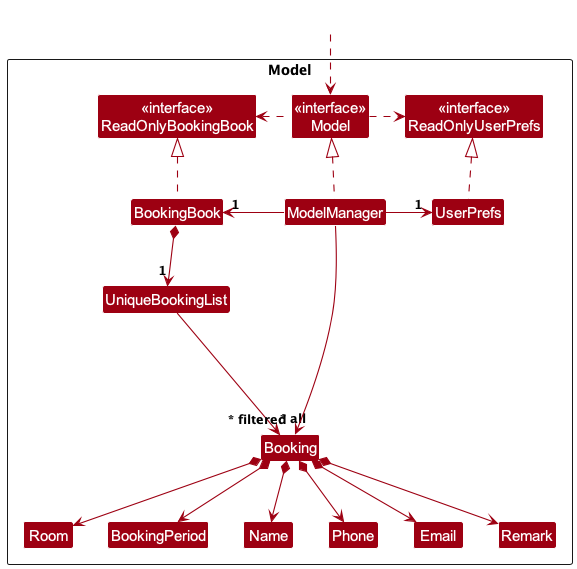 Model
«interface»
ReadOnlyBookingBook
«interface»
Model
«interface»
ReadOnlyUserPrefs
BookingBook
1
ModelManager
1
UserPrefs
1
UniqueBookingList
* filtered
all
Booking
Room
BookingPeriod
Name
Phone
Email
Remark